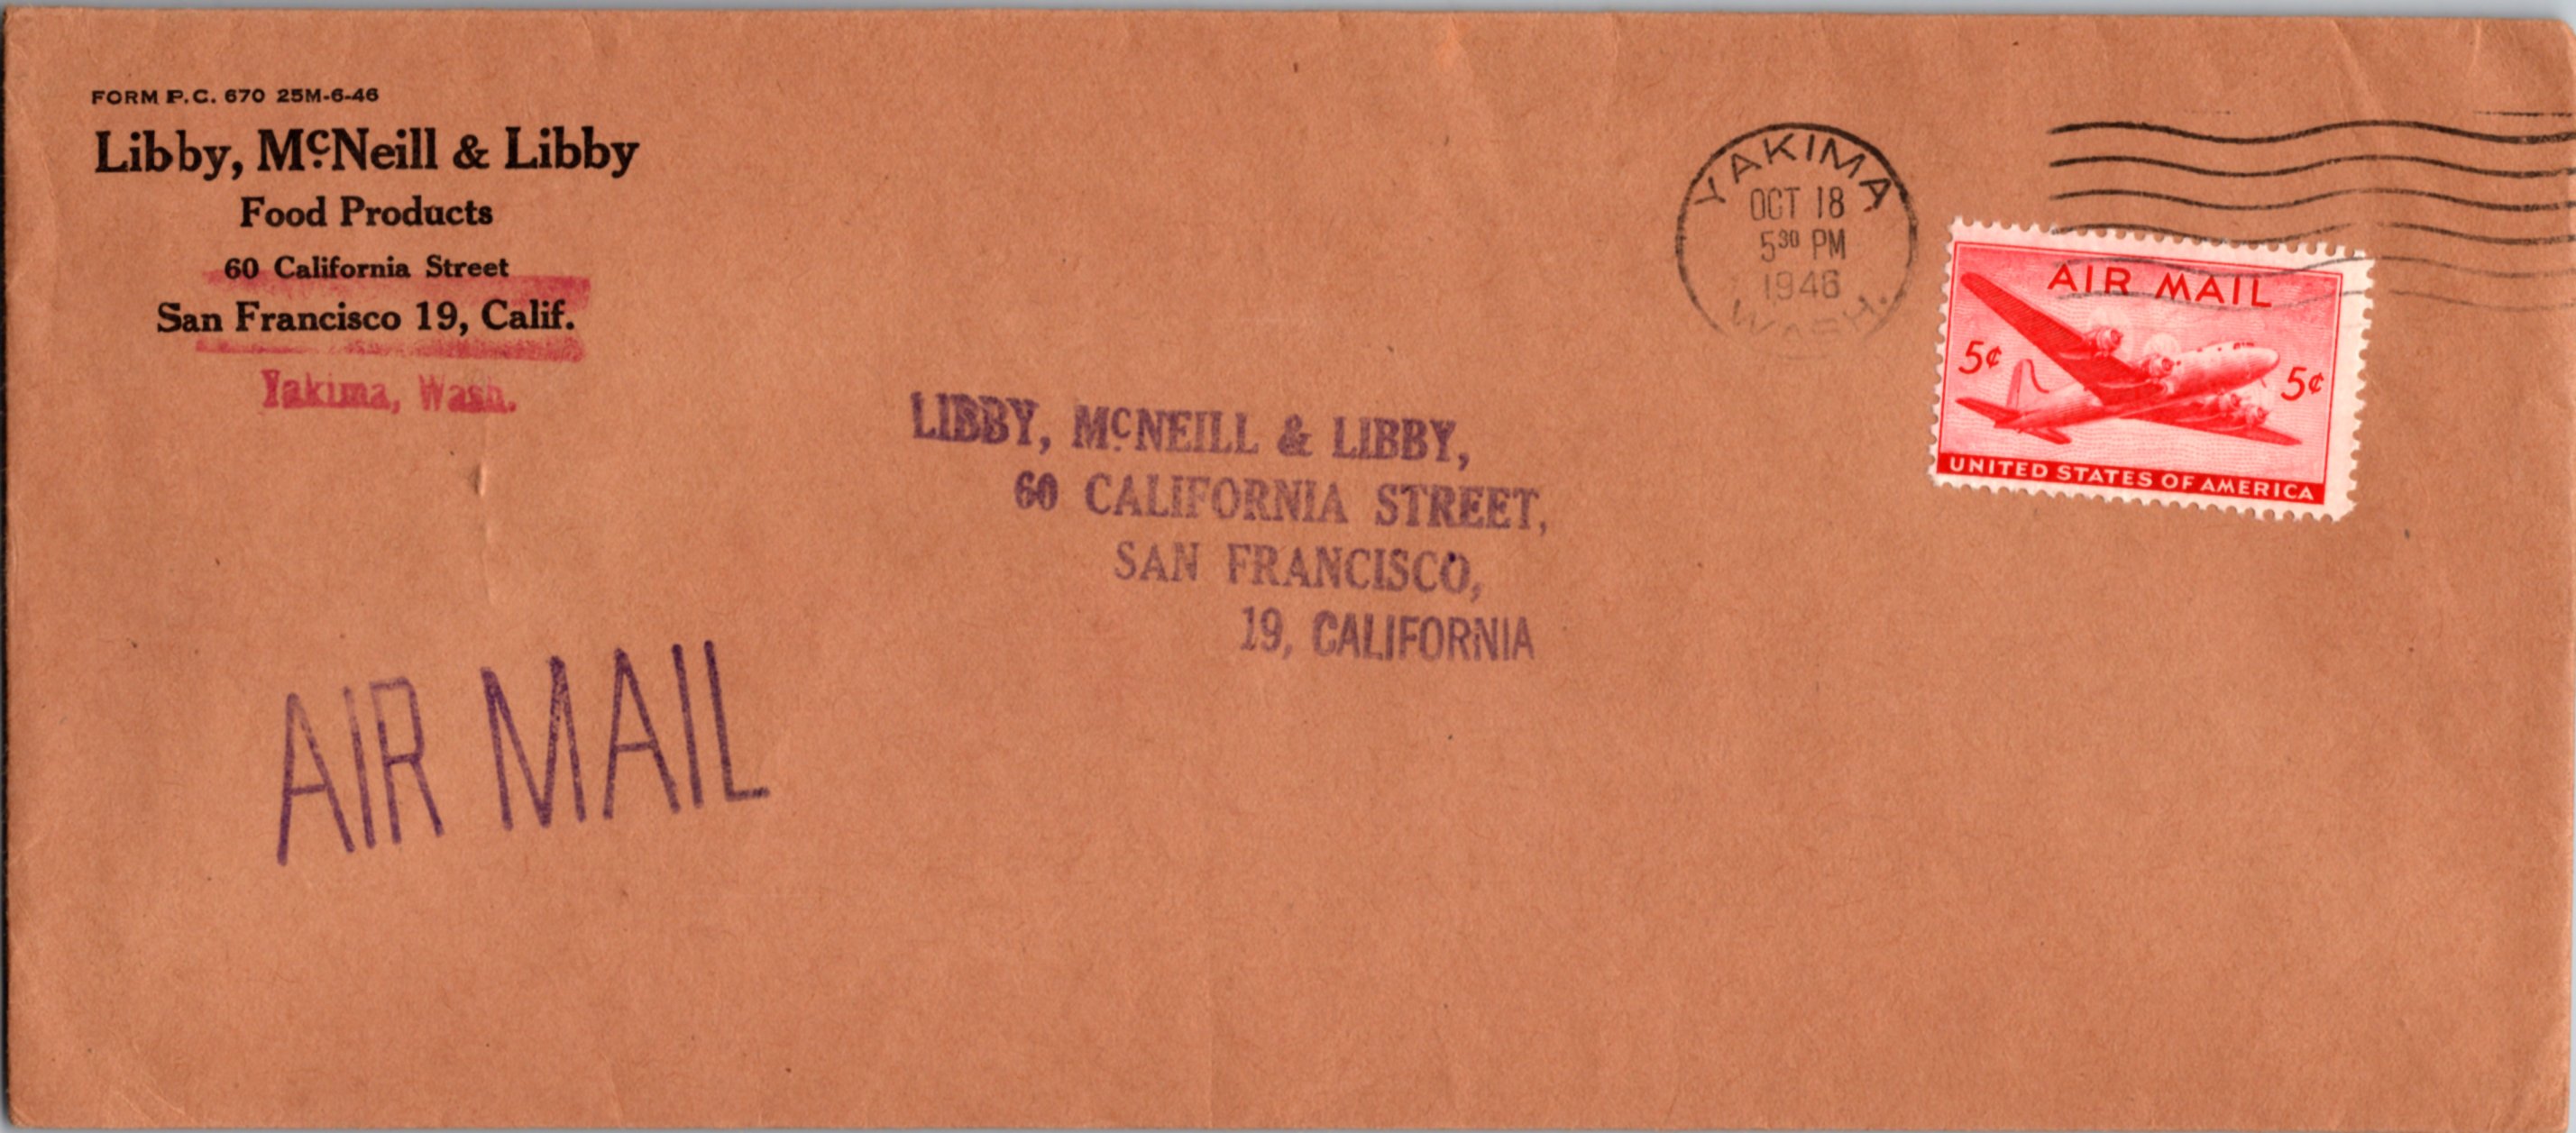 FORM P.C. 670 25M-6-46
Libby, McNeill & Libby
Food Products
60 California Street
San Francisco 19, Calif.
Yakima, Wash.
YAKIMA
OCT 18
530 PM
1946
WASH.
AIR MAIL
5¢ 5¢
UNITED STATES OF AMERICA
LIBBY, McNEILL & LIBBY,
60 CALIFORNIA STREET,
SAN FRANCISCO,
19, CALIFORNIA
AIR MAIL